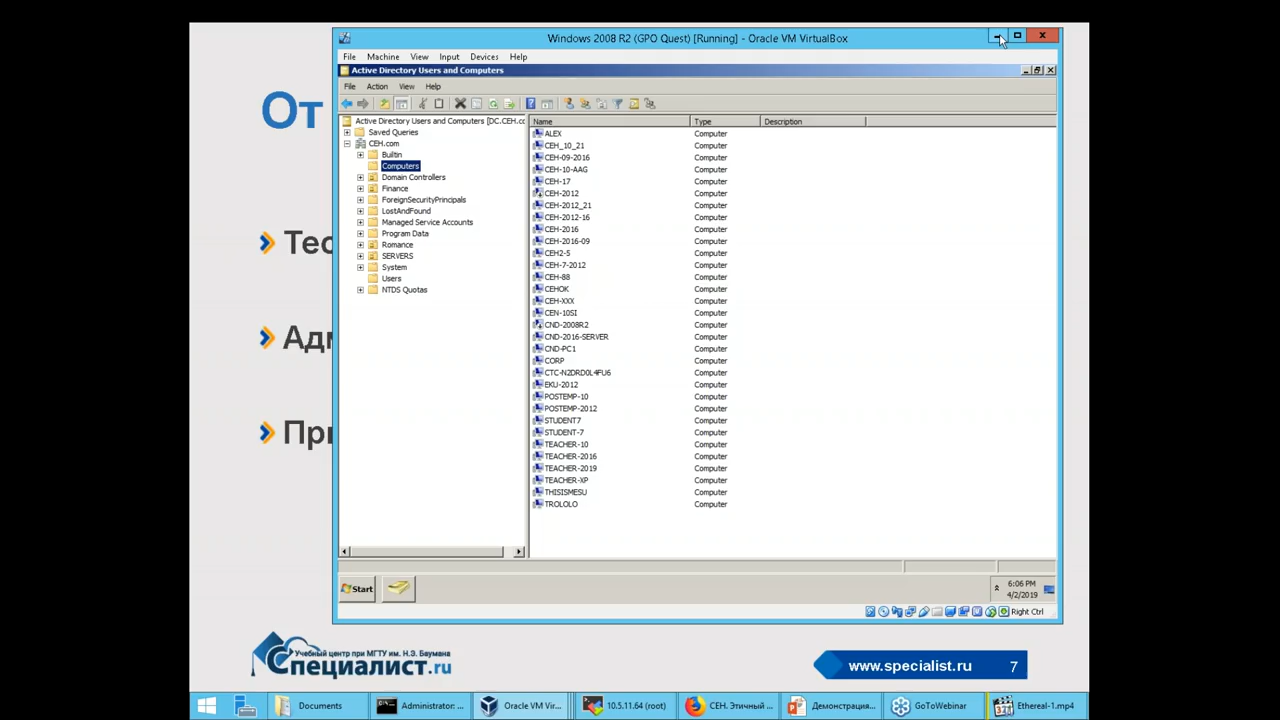 Windows 2008 R2 (GPO Quest) [Running] - Oracle VM VirtualBox
File Machine View Input Devices Help
Active Directory Users and Computers
File Action View Help
Active Directory Users and Computers [DC.CEH.co
Saved Queries
CEH.com
Builtin
Computers
Domain Controllers
Finance
ForeignSecurityPrincipals
LostAndFound
Managed Service Accounts
Program Data
Romance
SERVERS
System
Users
NTDS Quotas
Name Type Description
ALEX Computer
CEH_10_21 Computer
CEH-09-2016 Computer
CEH-10-AAG Computer
CEH-17 Computer
CEH-2012 Computer
CEH-2012_21 Computer
CEH-2012-16 Computer
CEH-2016 Computer
CEH-2016-09 Computer
CEH2-5 Computer
CEH-7-2012 Computer
CEH-88 Computer
CEHOK Computer
CEH-XXX Computer
CEN-10SI Computer
CND-2008R2 Computer
CND-2016-SERVER Computer
CND-PC1 Computer
CORP Computer
CTC-N2DRD0L4FU6 Computer
EKU-2012 Computer
POSTEMP-10 Computer
POSTEMP-2012 Computer
STUDENT7 Computer
STUDENT-7 Computer
TEACHER-10 Computer
TEACHER-2016 Computer
TEACHER-2019 Computer
TEACHER-XP Computer
THISISMESU Computer
TROLOLO Computer
Start
6:06 PM
4/2/2019
Right Ctrl
От
Тес
Адм
При
Учебный центр при МГТУ им. Н.Э. Баумана
Специалист.ru
www.specialist.ru 7
Documents Administrator: ... Oracle VM Vir... 10.5.11.64 (root) CEH. Этичный ... Демонстрация... GoToWebinar Ethereal-1.mp4